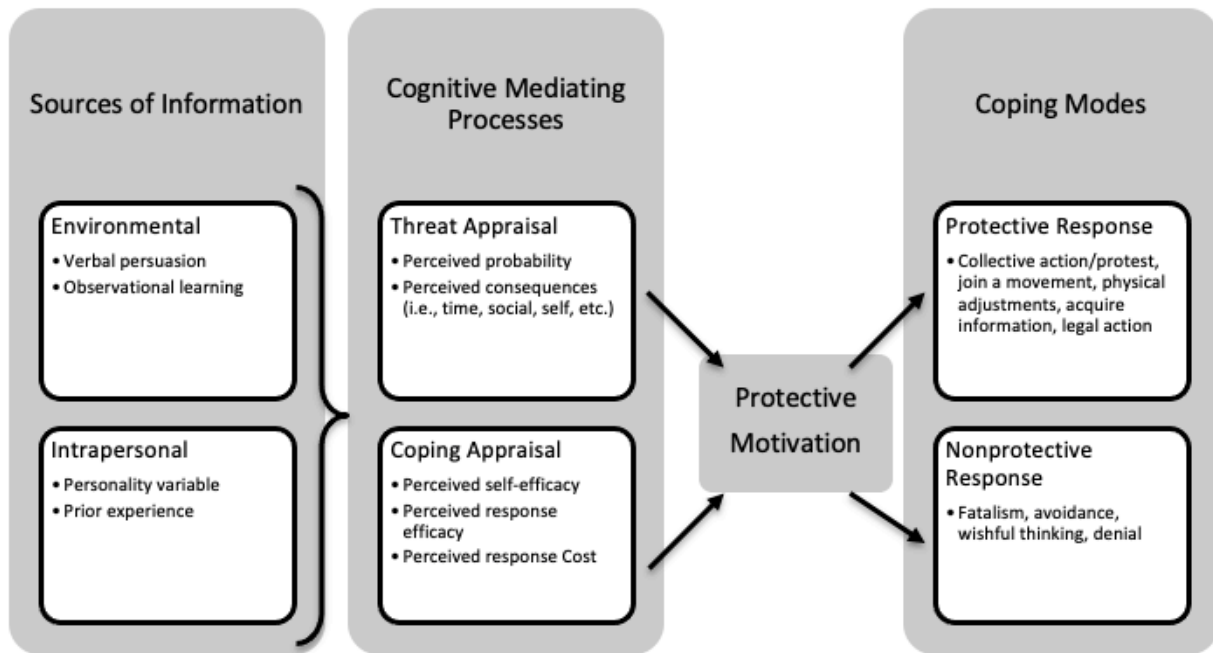 Sources of Information
Environmental
• Verbal persuasion
• Observational learning
Intrapersonal
• Personality variable
• Prior experience
Cognitive Mediating
Processes
Threat Appraisal
• Perceived probability
• Perceived consequences
(i.e., time, social, self, etc.)
Coping Appraisal
• Perceived self-efficacy
• Perceived response
efficacy
• Perceived response Cost
Protective
Motivation
Coping Modes
Protective Response
• Collective action/protest,
join a movement, physical
adjustments, acquire
information, legal action
Nonprotective
Response
• Fatalism, avoidance,
wishful thinking, denial